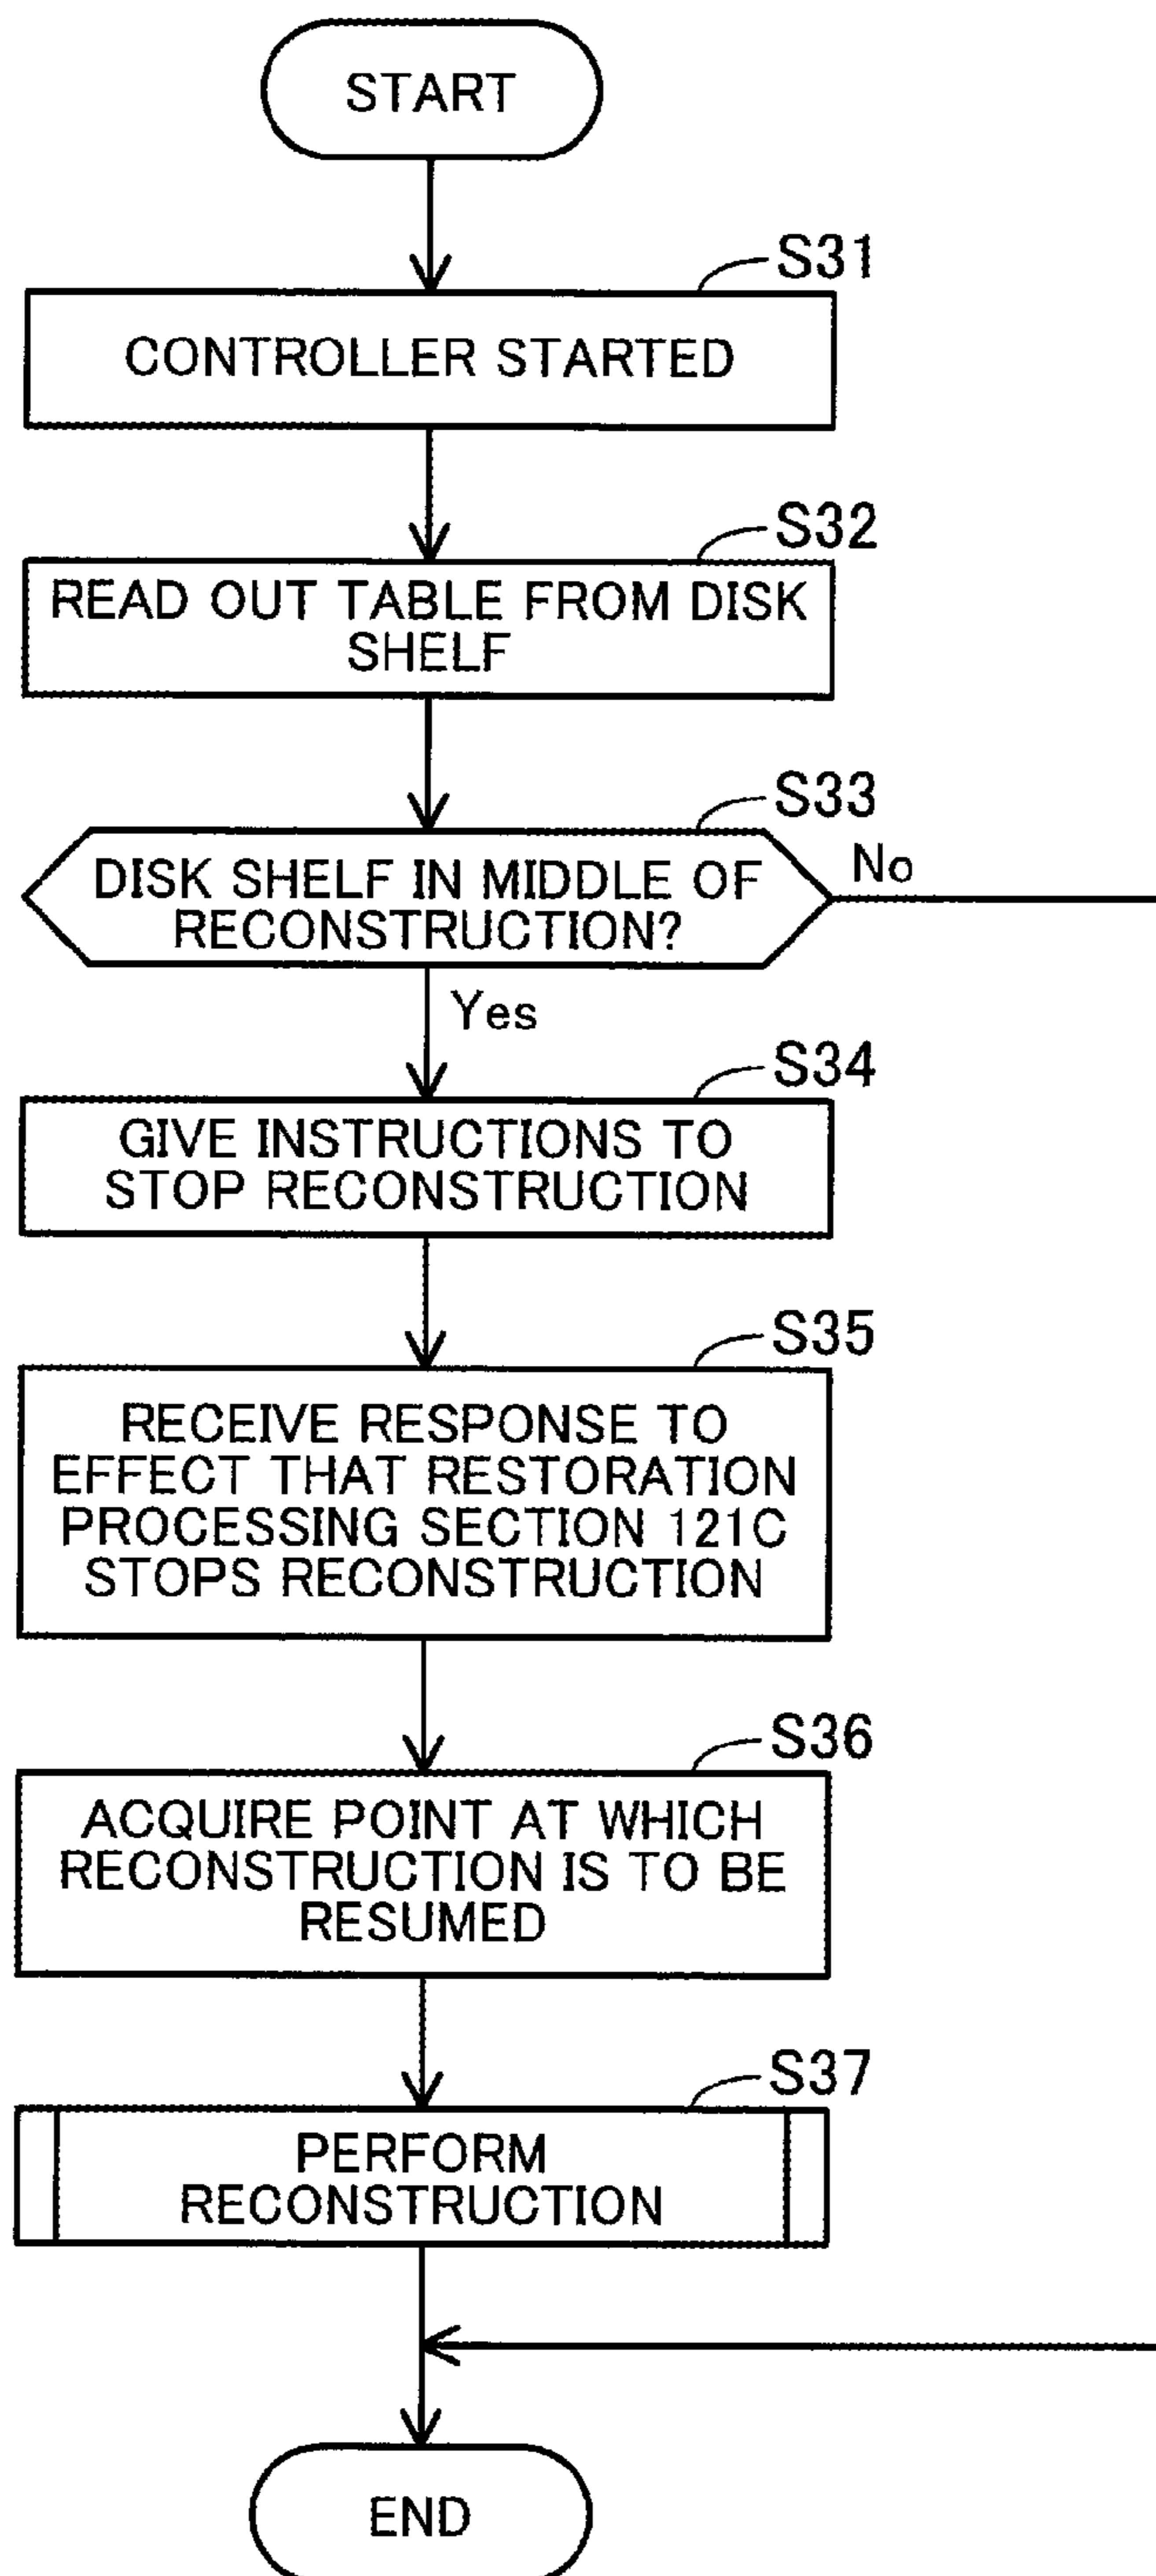 START
S31
CONTROLLER STARTED
S32
READ OUT TABLE FROM DISK
SHELF
S33
DISK SHELF IN MIDDLE OF
RECONSTRUCTION?
No
Yes
S34
GIVE INSTRUCTIONS TO
STOP RECONSTRUCTION
S35
RECEIVE RESPONSE TO
EFFECT THAT RESTORATION
PROCESSING SECTION 121C
STOPS RECONSTRUCTION
S36
ACQUIRE POINT AT WHICH
RECONSTRUCTION IS TO BE
RESUMED
S37
PERFORM
RECONSTRUCTION
END